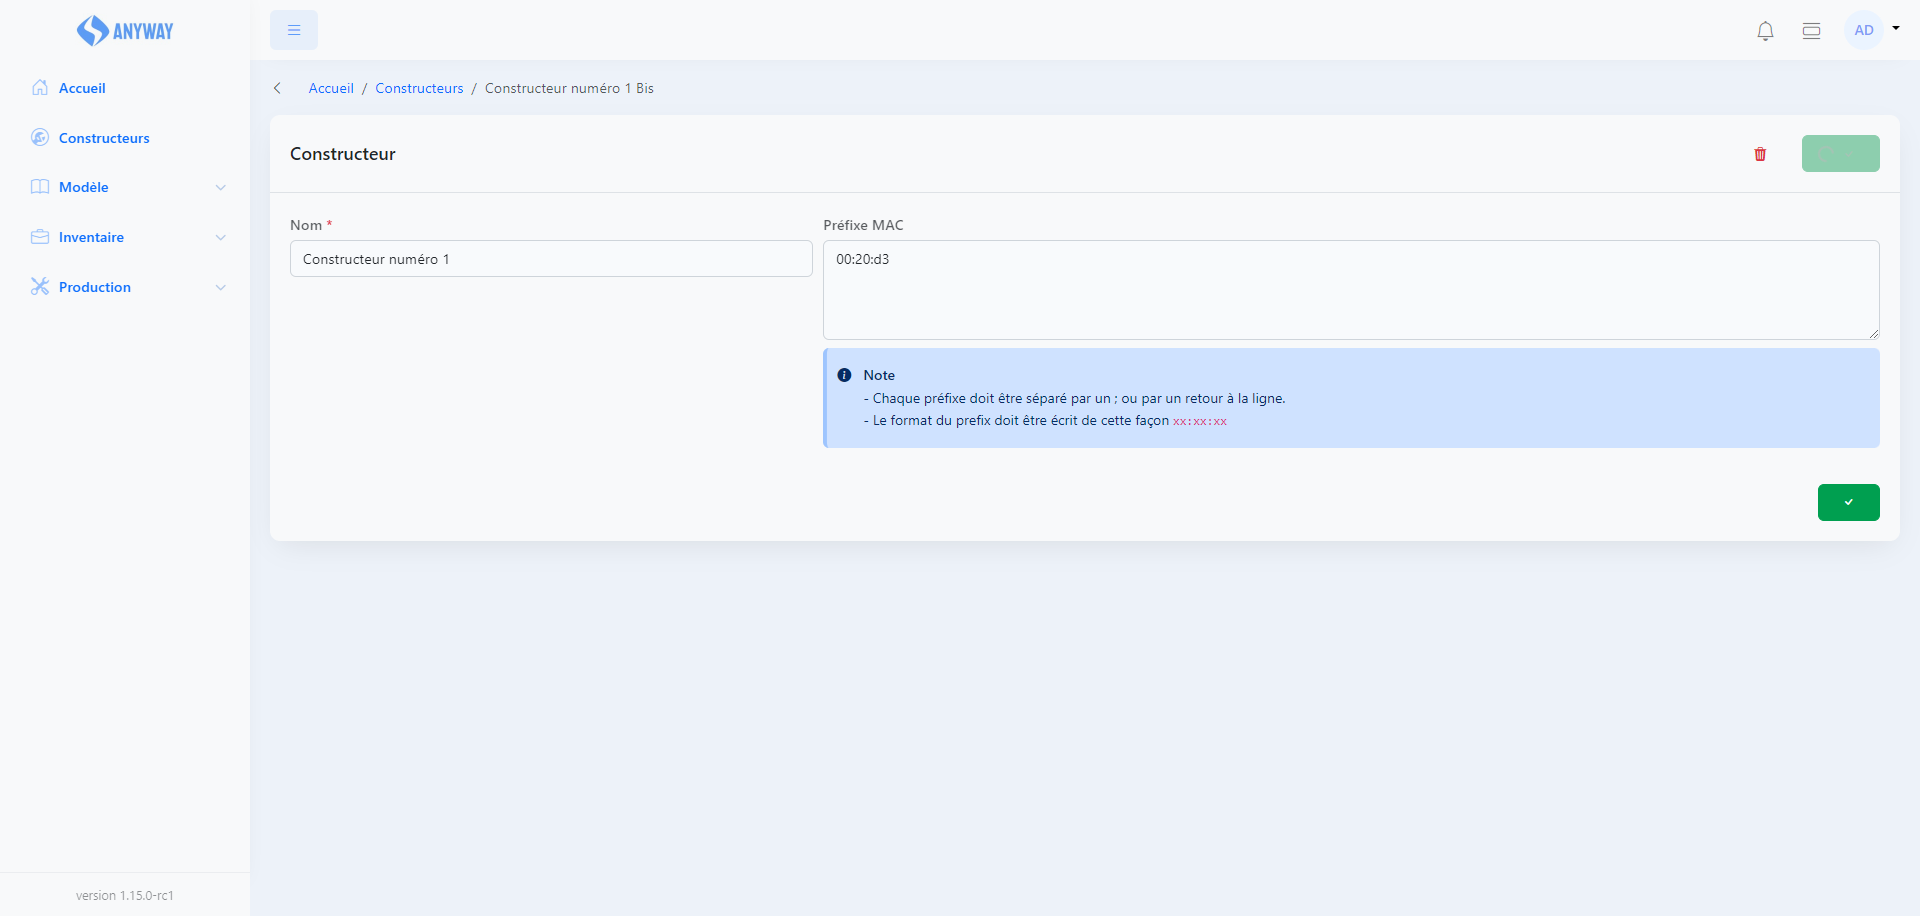 ANYWAY
AD
Accueil
Constructeurs
Modèle
Inventaire
Production
version 1.15.0-rc1
Accueil / Constructeurs / Constructeur numéro 1 Bis
Constructeur
Nom *
Constructeur numéro 1
Préfixe MAC
00:20:d3
Note
- Chaque préfixe doit être séparé par un ; ou par un retour à la ligne.
- Le format du prefix doit être écrit de cette façon xx:xx:xx